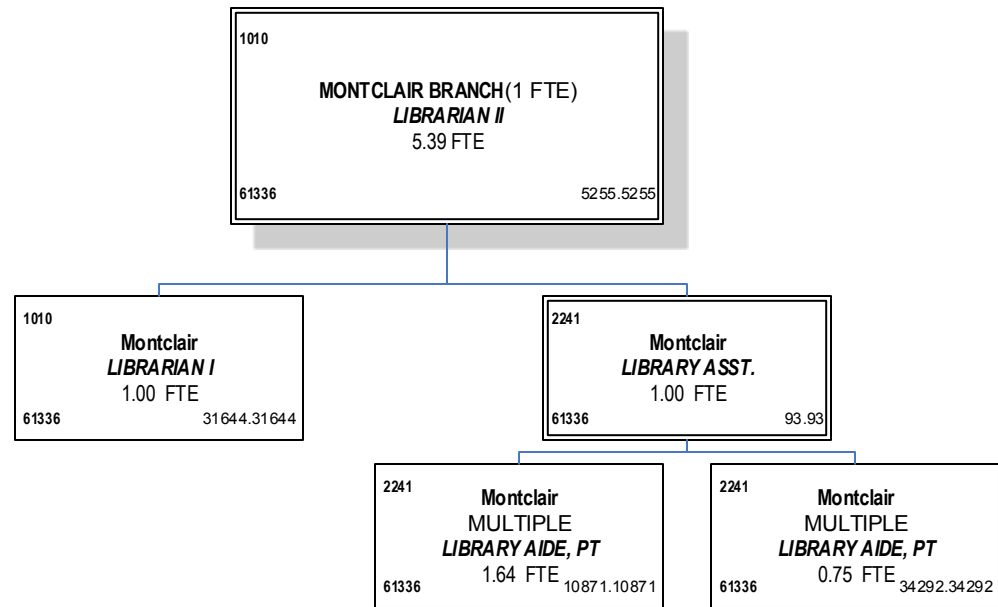 1010
MONTCLAIR BRANCH (1 FTE)
LIBRARIAN II
5.39 FTE
61336 5255.5255
1010
Montclair
LIBRARIAN I
1.00 FTE
61336 31644.31644
2241
Montclair
LIBRARY ASST.
1.00 FTE
61336 93.93
2241
Montclair
MULTIPLE
LIBRARY AIDE, PT
1.64 FTE
61336 10871.10871
2241
Montclair
MULTIPLE
LIBRARY AIDE, PT
0.75 FTE
61336 34292.34292